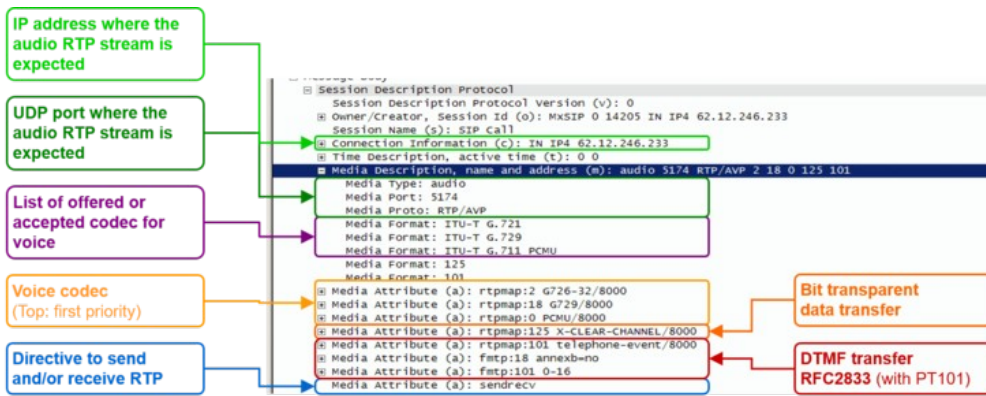 IP address where the
audio RTP stream is
expected
UDP port where the
audio RTP stream is
expected
List of offered or
accepted codec for
voice
Voice codec
(Top: first priority)
Directive to send
and/or receive RTP
Message Body
Session Description Protocol
Session Description Protocol Version (v): 0
Owner/Creator, Session Id (o): MxSIP 0 14205 IN IP4 62.12.246.233
Session Name (s): SIP Call
Connection Information (c): IN IP4 62.12.246.233
Time Description, active time (t): 0 0
Media Description, name and address (m): audio 5174 RTP/AVP 2 18 0 125 101
Media Type: audio
Media Port: 5174
Media Proto: RTP/AVP
Media Format: ITU-T G.721
Media Format: ITU-T G.729
Media Format: ITU-T G.711 PCMU
Media Format: 125
Media Format: 101
Media Attribute (a): rtpmap:2 G726-32/8000
Media Attribute (a): rtpmap:18 G729/8000
Media Attribute (a): rtpmap:0 PCMU/8000
Media Attribute (a): rtpmap:125 X-CLEAR-CHANNEL/8000
Media Attribute (a): rtpmap:101 telephone-event/8000
Media Attribute (a): fmtp:18 annexb=no
Media Attribute (a): fmtp:101 0-16
Media Attribute (a): sendrecv
Bit transparent
data transfer
DTMF transfer
RFC2833 (with PT101)